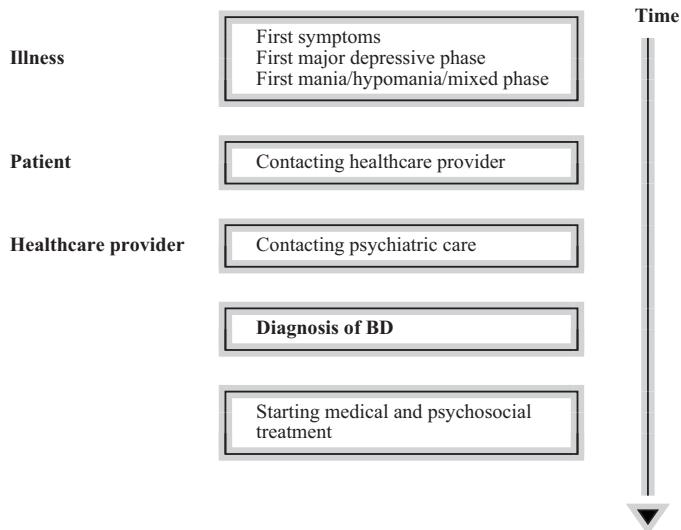 Time
Illness
First symptoms
First major depressive phase
First mania/hypomania/mixed phase
Patient
Contacting healthcare provider
Healthcare provider
Contacting psychiatric care
Diagnosis of BD
Starting medical and psychosocial
treatment